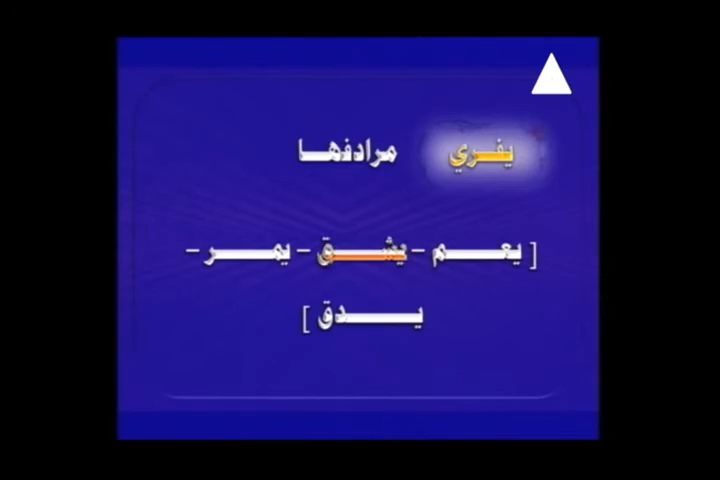 يفري مرادفها
[ يعم - يشق - يمر -
يدق ]